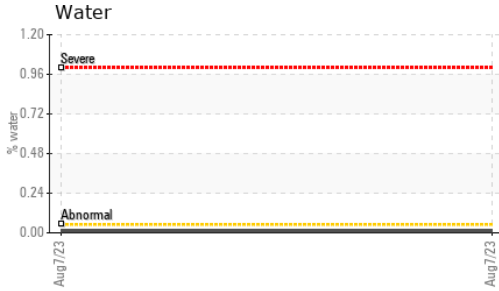 Water
1.20
Severe
0.96
0.72
% water
0.48
0.24
Abnormal
0.00
Aug7/23
Aug7/23